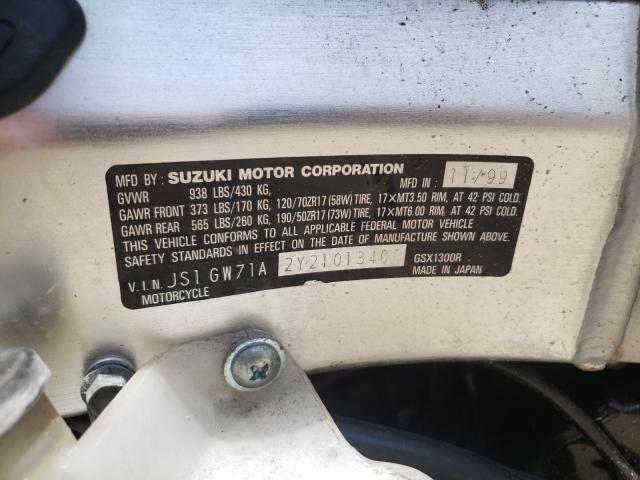 MFD BY: SUZUKI MOTOR CORPORATION MFD IN: 11/99
GVWR 938 LBS/430 KG,
GAWR FRONT 373 LBS/170 KG, 120/70ZR17(58W)TIRE, 17×MT3.50 RIM, AT 42 PSI COLD.
GAWR REAR 565 LBS/260 KG, 190/50ZR17(73W)TIRE, 17×MT6.00 RIM, AT 42 PSI COLD.
THIS VEHICLE CONFORMS TO ALL APPLICABLE FEDERAL MOTOR VEHICLE
SAFETY STANDARDS IN EFFECT ON THE DATE OF MANUFACTURE SHOWN ABOVE.
V.I.N. JS1GW71A GSX1300R
MOTORCYCLE MADE IN JAPAN